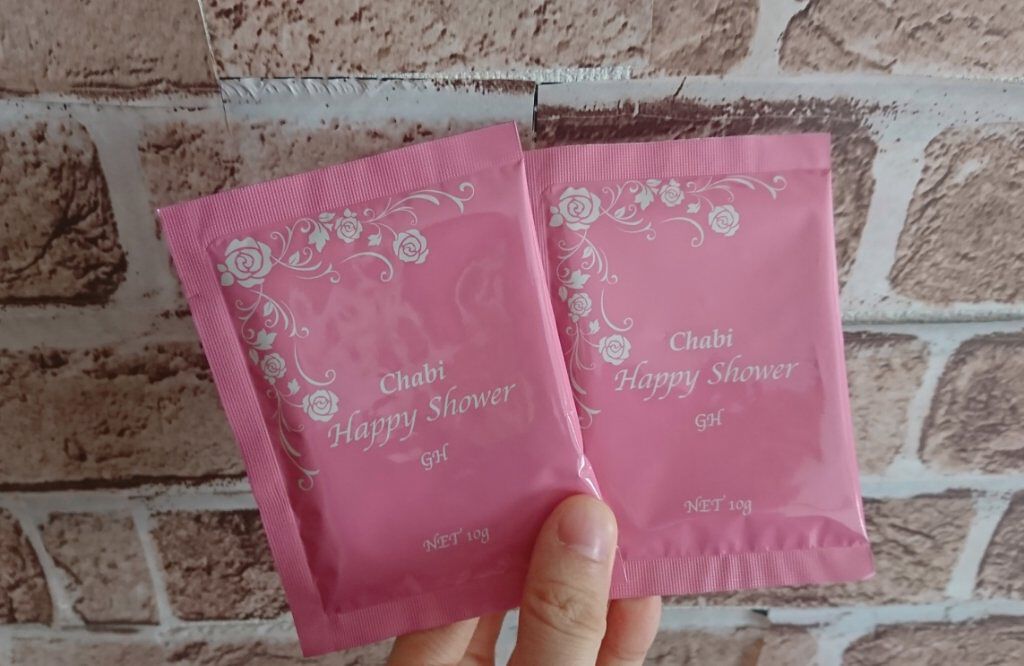 Chabi
Happy Shower
GH
NET 10g
Chabi
Happy Shower
GH
NET 10g